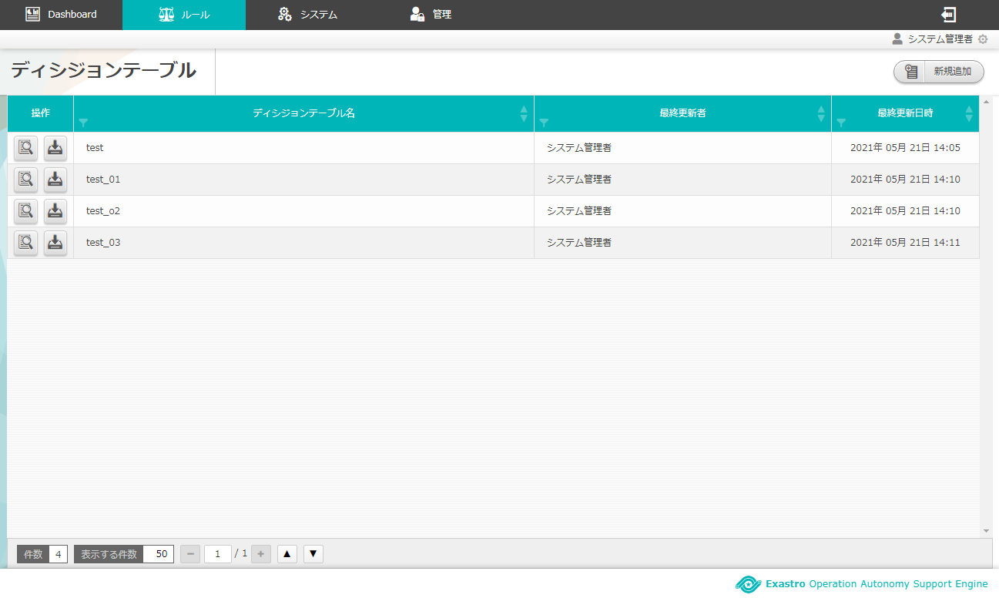 Dashboard ルール システム 管理
システム管理者
ディシジョンテーブル
新規追加
操作 ディシジョンテーブル名 最終更新者 最終更新日時
test システム管理者 2021年 05月 21日 14:05
test_01 システム管理者 2021年 05月 21日 14:10
test_o2 システム管理者 2021年 05月 21日 14:10
test_03 システム管理者 2021年 05月 21日 14:11
件数 4 表示する件数 50 − 1 / 1 + ▲ ▼
Exastro Operation Autonomy Support Engine